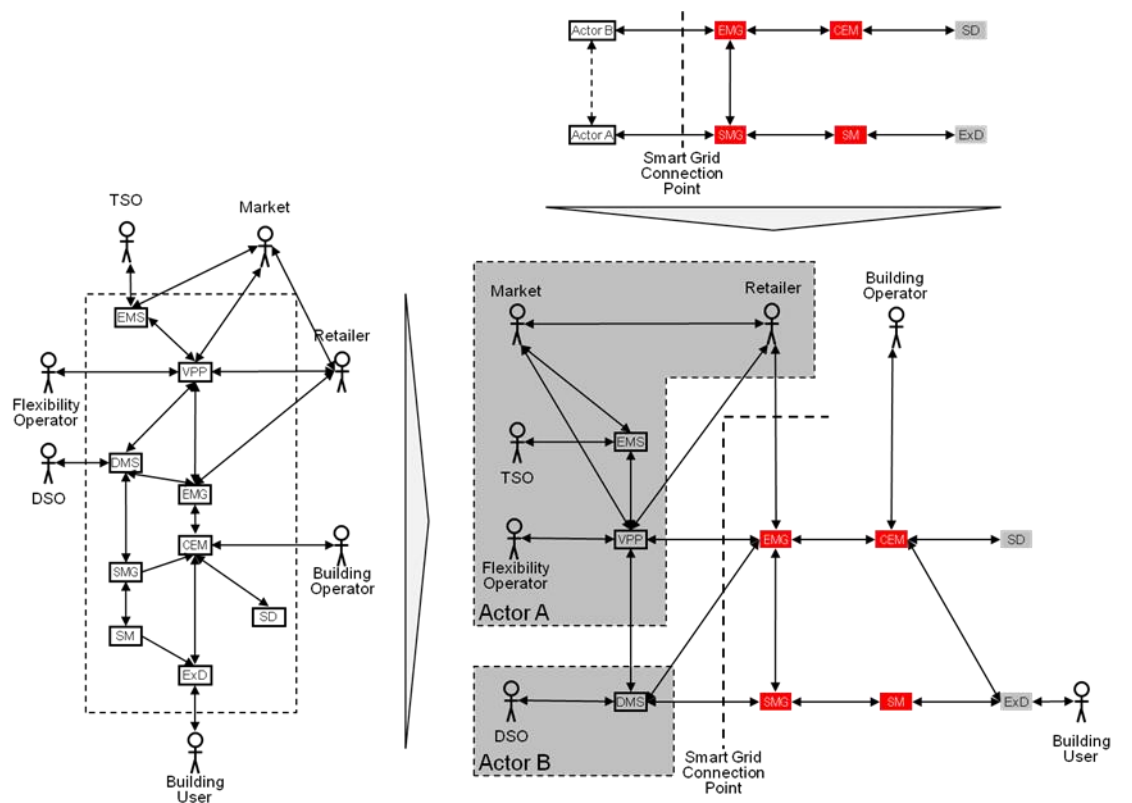 Actor B
EMG
CEM
SD
Actor A
SMG
SM
ExD
Smart Grid
Connection
Point
TSO
Market
EMS
Retailer
VPP
Flexibility
Operator
DMS
DSO
EMG
CEM
Building
Operator
SMG
SD
SM
ExD
Building
User
Market
Retailer
Building
Operator
EMS
TSO
VPP
EMG
CEM
SD
Flexibility
Operator
Actor A
DMS
SMG
SM
ExD
DSO
Building
User
Actor B
Smart Grid
Connection
Point